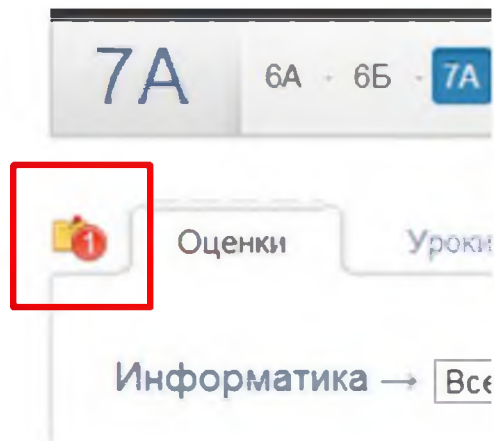 7А 6А · 6Б · 7А
1 Оценки Уроки
Информатика → Все